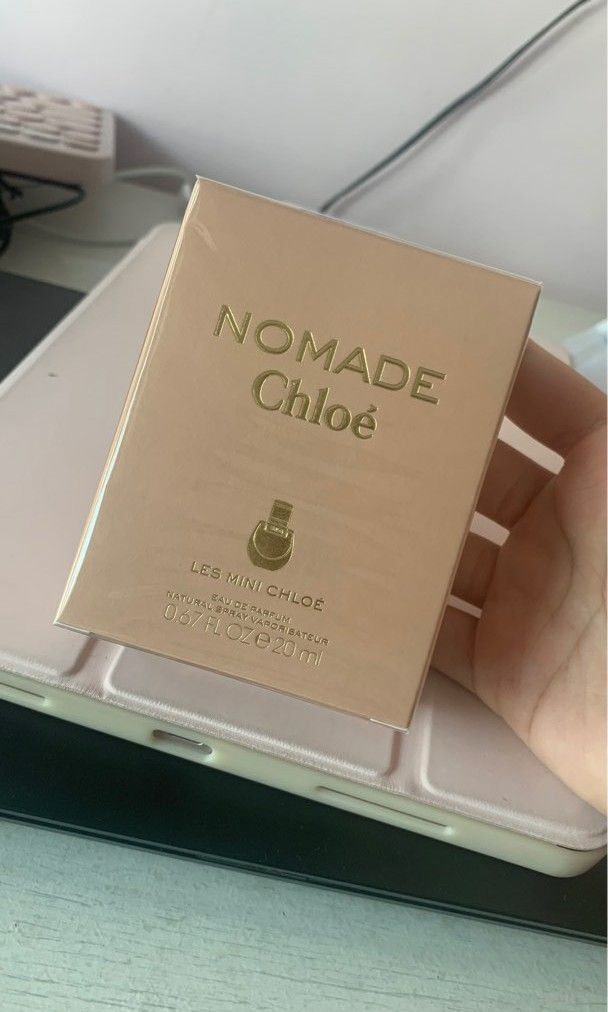 NOMADE
Chloé
LES MINI CHLOÉ
EAU DE PARFUM
NATURAL SPRAY VAPORISATEUR
0.67 FL OZ e 20 ml